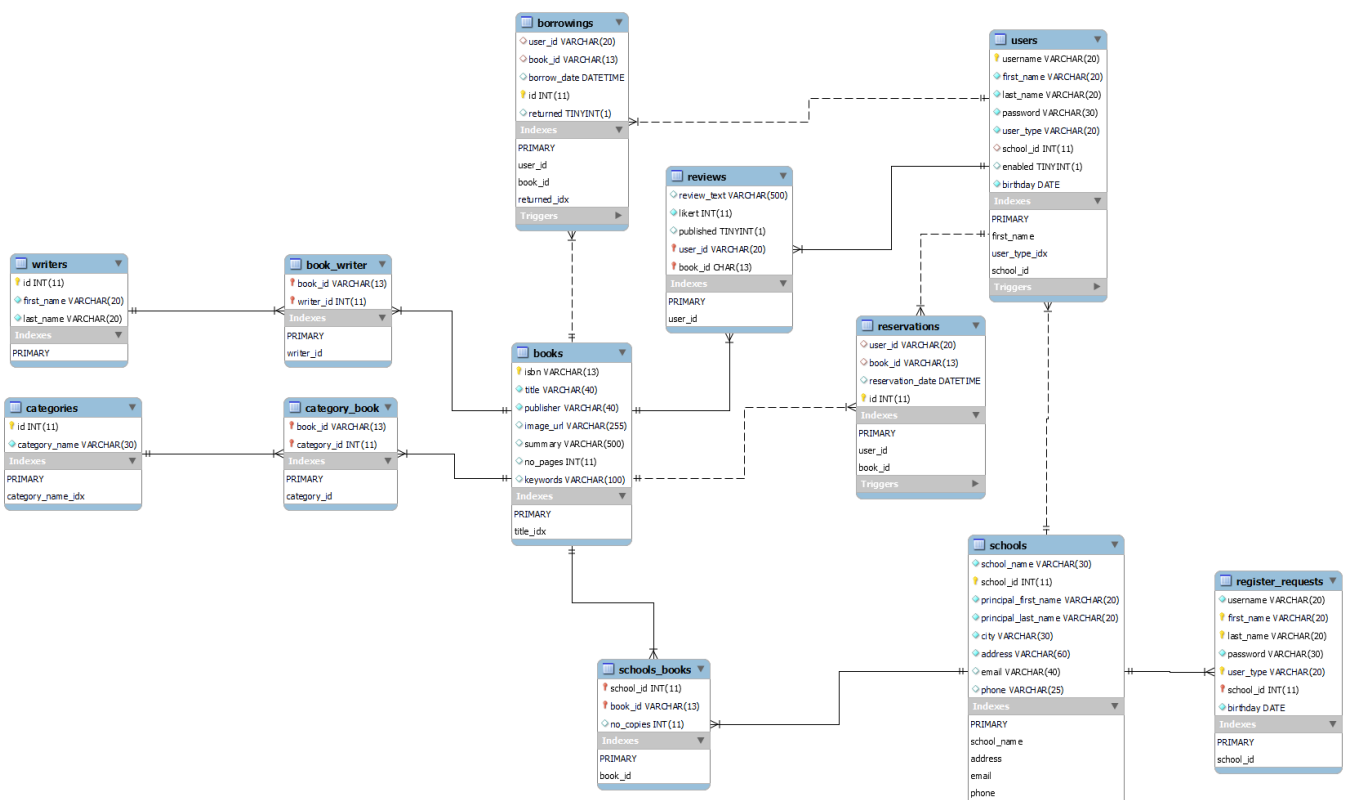 borrowings
user_id VARCHAR(20)
book_id VARCHAR(13)
borrow_date DATETIME
id INT(11)
returned TINYINT(1)
Indexes
PRIMARY
user_id
book_id
returned_idx
Triggers
users
username VARCHAR(20)
first_name VARCHAR(20)
last_name VARCHAR(20)
password VARCHAR(30)
user_type VARCHAR(20)
school_id INT(11)
enabled TINYINT(1)
birthday DATE
Indexes
PRIMARY
first_name
user_type_idx
school_id
Triggers
reviews
review_text VARCHAR(500)
likert INT(11)
published TINYINT(1)
user_id VARCHAR(20)
book_id CHAR(13)
Indexes
PRIMARY
user_id
writers
id INT(11)
first_name VARCHAR(20)
last_name VARCHAR(20)
Indexes
PRIMARY
book_writer
book_id VARCHAR(13)
writer_id INT(11)
Indexes
PRIMARY
writer_id
reservations
user_id VARCHAR(20)
book_id VARCHAR(13)
reservation_date DATETIME
id INT(11)
Indexes
PRIMARY
user_id
book_id
Triggers
books
isbn VARCHAR(13)
title VARCHAR(40)
publisher VARCHAR(40)
image_url VARCHAR(255)
summary VARCHAR(500)
no_pages INT(11)
keywords VARCHAR(100)
Indexes
PRIMARY
title_idx
categories
id INT(11)
category_name VARCHAR(30)
Indexes
PRIMARY
category_name_idx
category_book
book_id VARCHAR(13)
category_id INT(11)
Indexes
PRIMARY
category_id
schools
school_name VARCHAR(30)
school_id INT(11)
principal_first_name VARCHAR(20)
principal_last_name VARCHAR(20)
city VARCHAR(30)
address VARCHAR(60)
email VARCHAR(40)
phone VARCHAR(25)
Indexes
PRIMARY
school_name
address
email
phone
register_requests
username VARCHAR(20)
first_name VARCHAR(20)
last_name VARCHAR(20)
password VARCHAR(30)
user_type VARCHAR(20)
school_id INT(11)
birthday DATE
Indexes
PRIMARY
school_id
schools_books
school_id INT(11)
book_id VARCHAR(13)
no_copies INT(11)
Indexes
PRIMARY
book_id